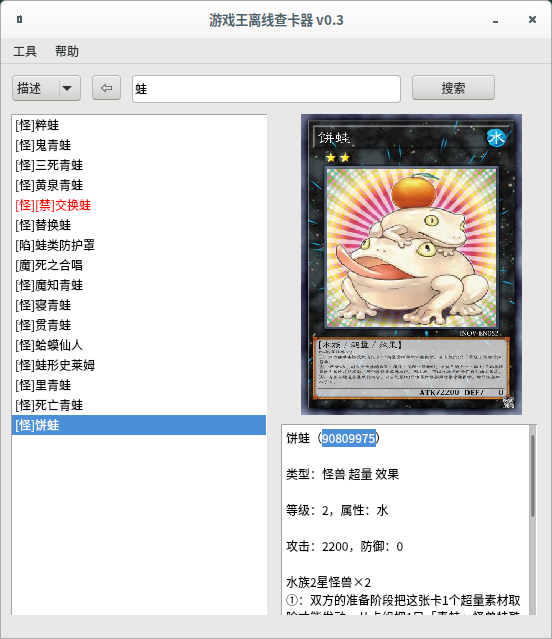 游戏王离线查卡器 v0.3
工具 帮助
描述 蛙 搜索
[怪]粹蛙
[怪]鬼青蛙
[怪]三死青蛙
[怪]黄泉青蛙
[怪][禁]交换蛙
[怪]替换蛙
[陷]蛙类防护罩
[魔]死之合唱
[怪]魔知青蛙
[怪]寝青蛙
[怪]贯青蛙
[怪]蛤蟆仙人
[怪]蛙形史莱姆
[怪]里青蛙
[怪]死亡青蛙
[怪]饼蛙
饼蛙
水
INOV-EN052
[水族/超量/效果]
ATK/2200 DEF/ 0
饼蛙（90809975）
类型：怪兽 超量 效果
等级：2，属性：水
攻击：2200，防御：0
水族2星怪兽×2
①：双方的准备阶段把这张卡1个超量素材取